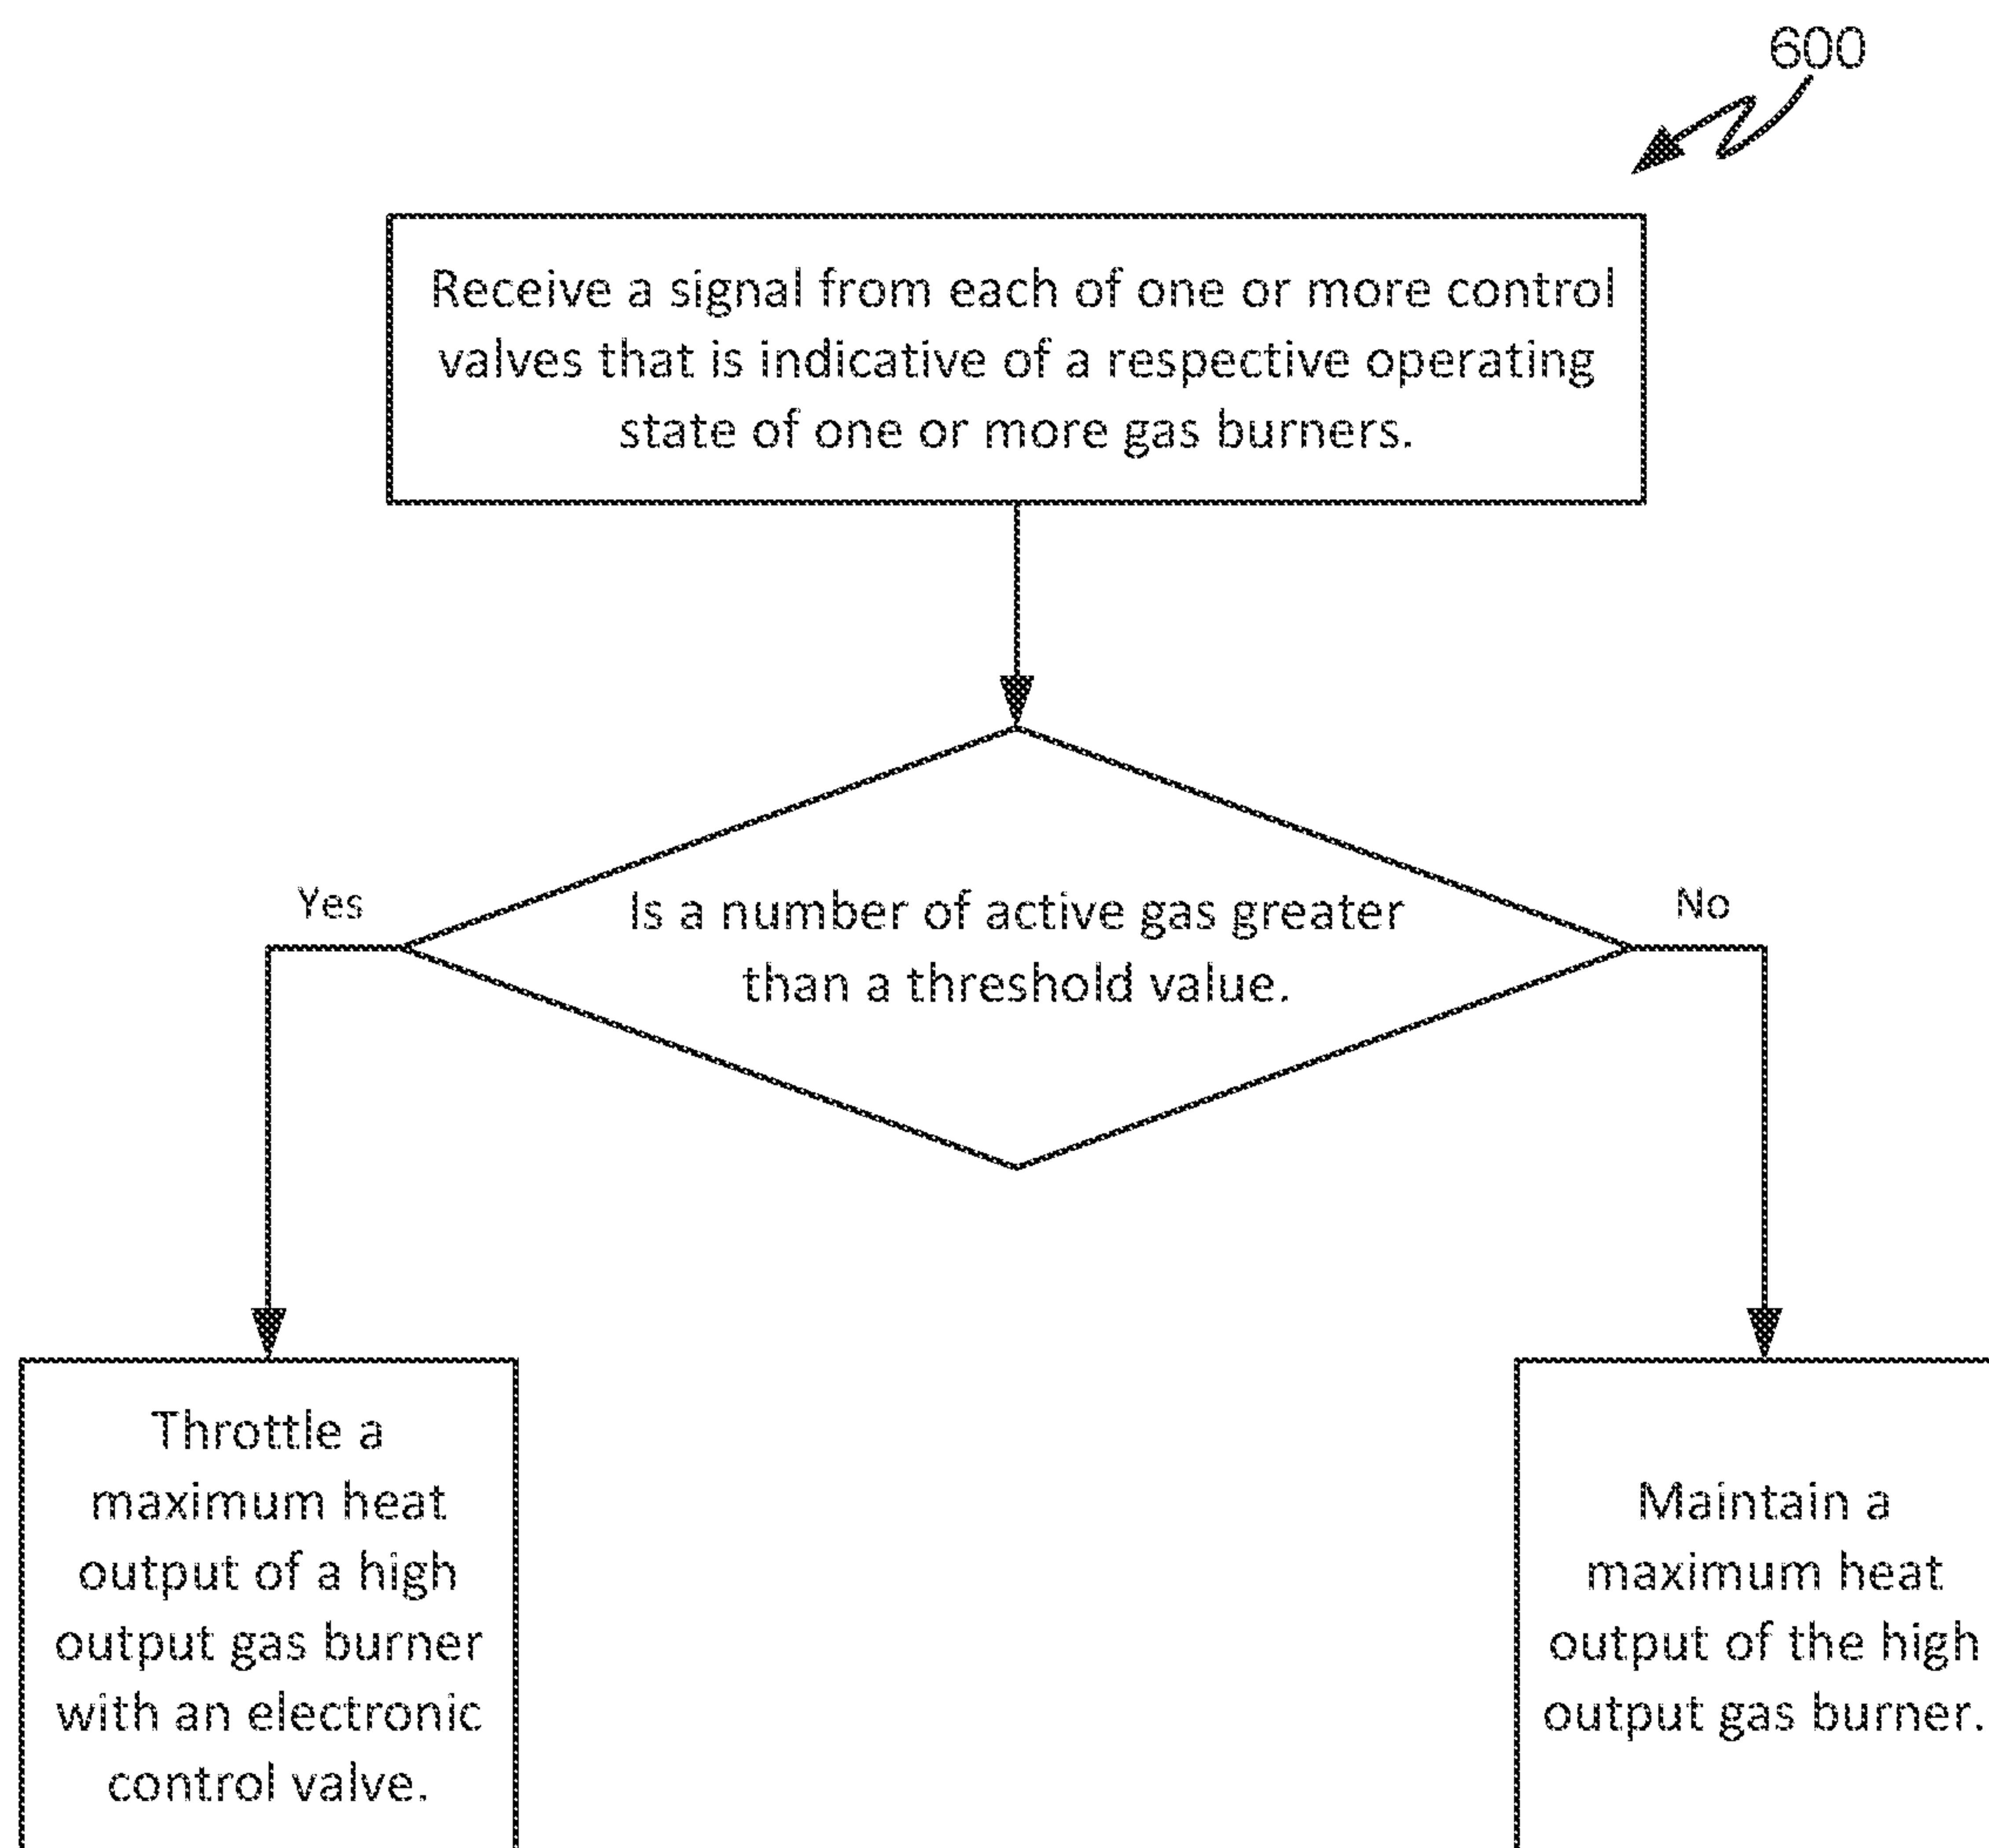 600
Receive a signal from each of one or more control
valves that is indicative of a respective operating
state of one or more gas burners.
Yes
Is a number of active gas greater
than a threshold value.
No
Throttle a
maximum heat
output of a high
output gas burner
with an electronic
control valve.
Maintain a
maximum heat
output of the high
output gas burner.